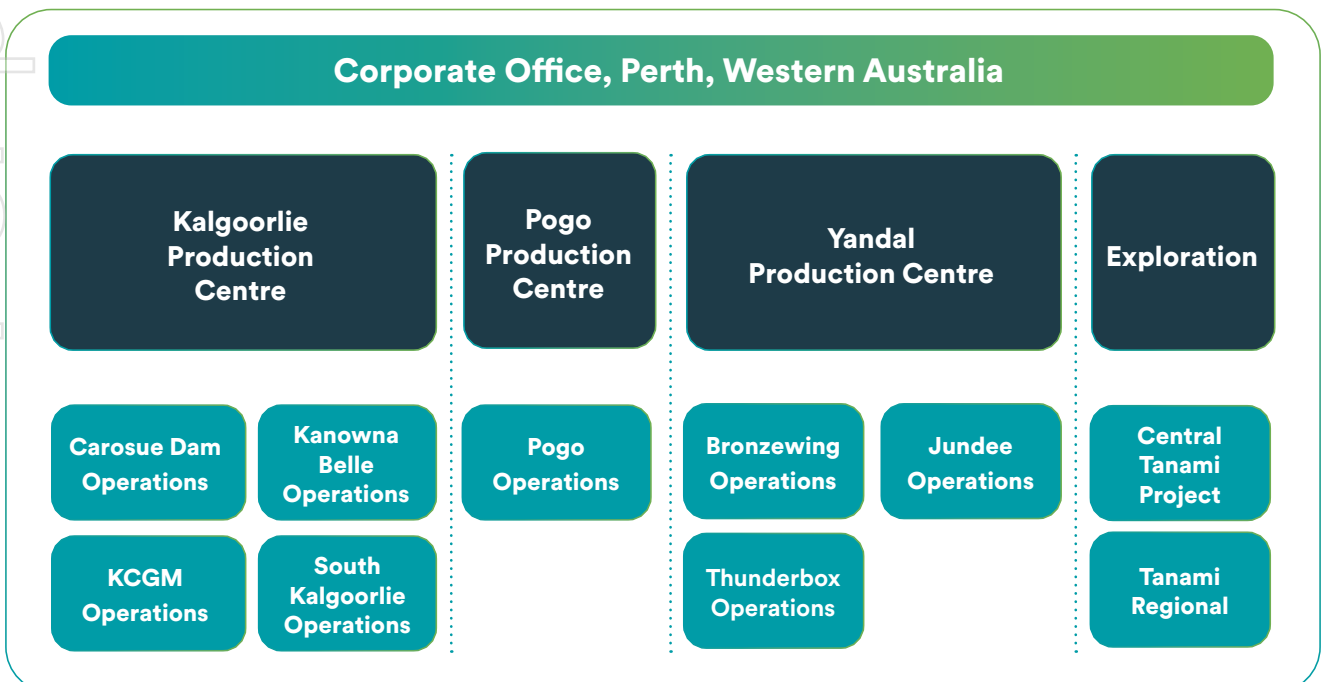 Corporate Office, Perth, Western Australia
Kalgoorlie
Production
Centre
Pogo
Production
Centre
Yandal
Production Centre
Exploration
Carosue Dam
Operations
Kanowna
Belle
Operations
KCGM
Operations
South
Kalgoorlie
Operations
Pogo
Operations
Bronzewing
Operations
Jundee
Operations
Thunderbox
Operations
Central
Tanami
Project
Tanami
Regional